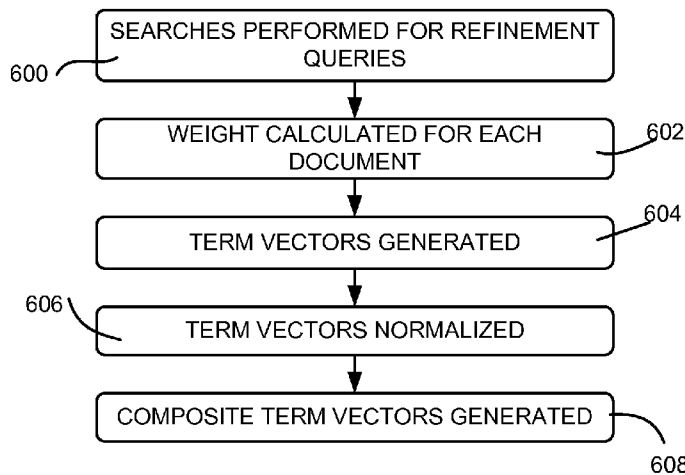 SEARCHES PERFORMED FOR REFINEMENT
QUERIES
600
WEIGHT CALCULATED FOR EACH
DOCUMENT
602
TERM VECTORS GENERATED
604
606
TERM VECTORS NORMALIZED
COMPOSITE TERM VECTORS GENERATED
608